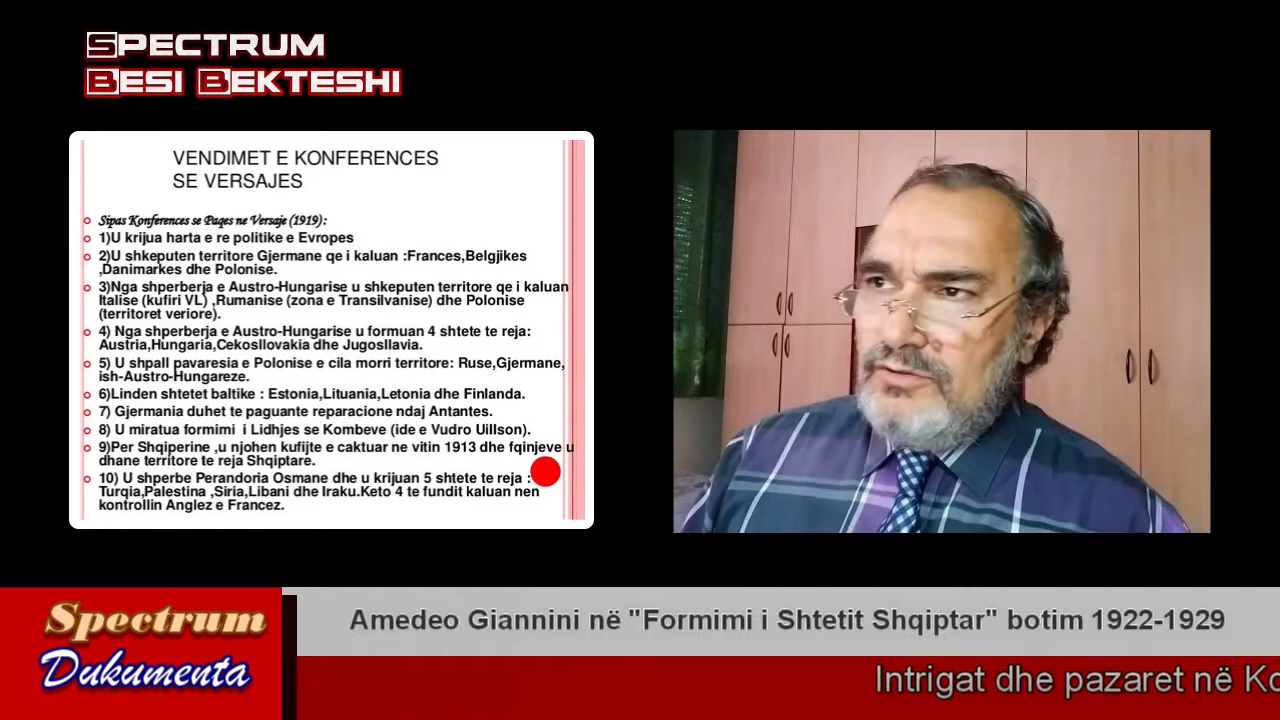 SPECTRUM
BESI BEKTESHI
VENDIMET E KONFERENCES
SE VERSAJES
Sipas Konferences se Paqes ne Versaje (1919):
1)U krijua harta e re politike e Evropes
2)U shkeputen territore Gjermane qe i kaluan :Frances,Belgjikes
,Danimarkes dhe Polonise.
3)Nga shperberja e Austro-Hungarise u shkeputen territore qe i kaluan
Italise (kufiri VL) ,Rumanise (zona e Transilvanise) dhe Polonise
(territoret veriore).
4) Nga shperberja e Austro-Hungarise u formuan 4 shtete te reja:
Austria,Hungaria,Cekosllovakia dhe Jugosllavia.
5) U shpall pavaresia e Polonise e cila morri territore: Ruse,Gjermane,
ish-Austro-Hungareze.
6)Linden shtetet baltike : Estonia,Lituania,Letonia dhe Finlanda.
7) Gjermania duhet te paguante reparacione ndaj Antantes.
8) U miratua formimi i Lidhjes se Kombeve (ide e Vudro Uillson).
9)Per Shqiperine ,u njohen kufijte e caktuar ne vitin 1913 dhe fqinjeve u
dhane territore te reja Shqiptare.
10) U shperbe Perandoria Osmane dhe u krijuan 5 shtete te reja :
Turqia,Palestina ,Siria,Libani dhe Iraku.Keto 4 te fundit kaluan nen
kontrollin Anglez e Francez.
Spectrum
Dukumenta
Amedeo Giannini në "Formimi i Shtetit Shqiptar" botim 1922-1929
Intrigat dhe pazaret në Ko